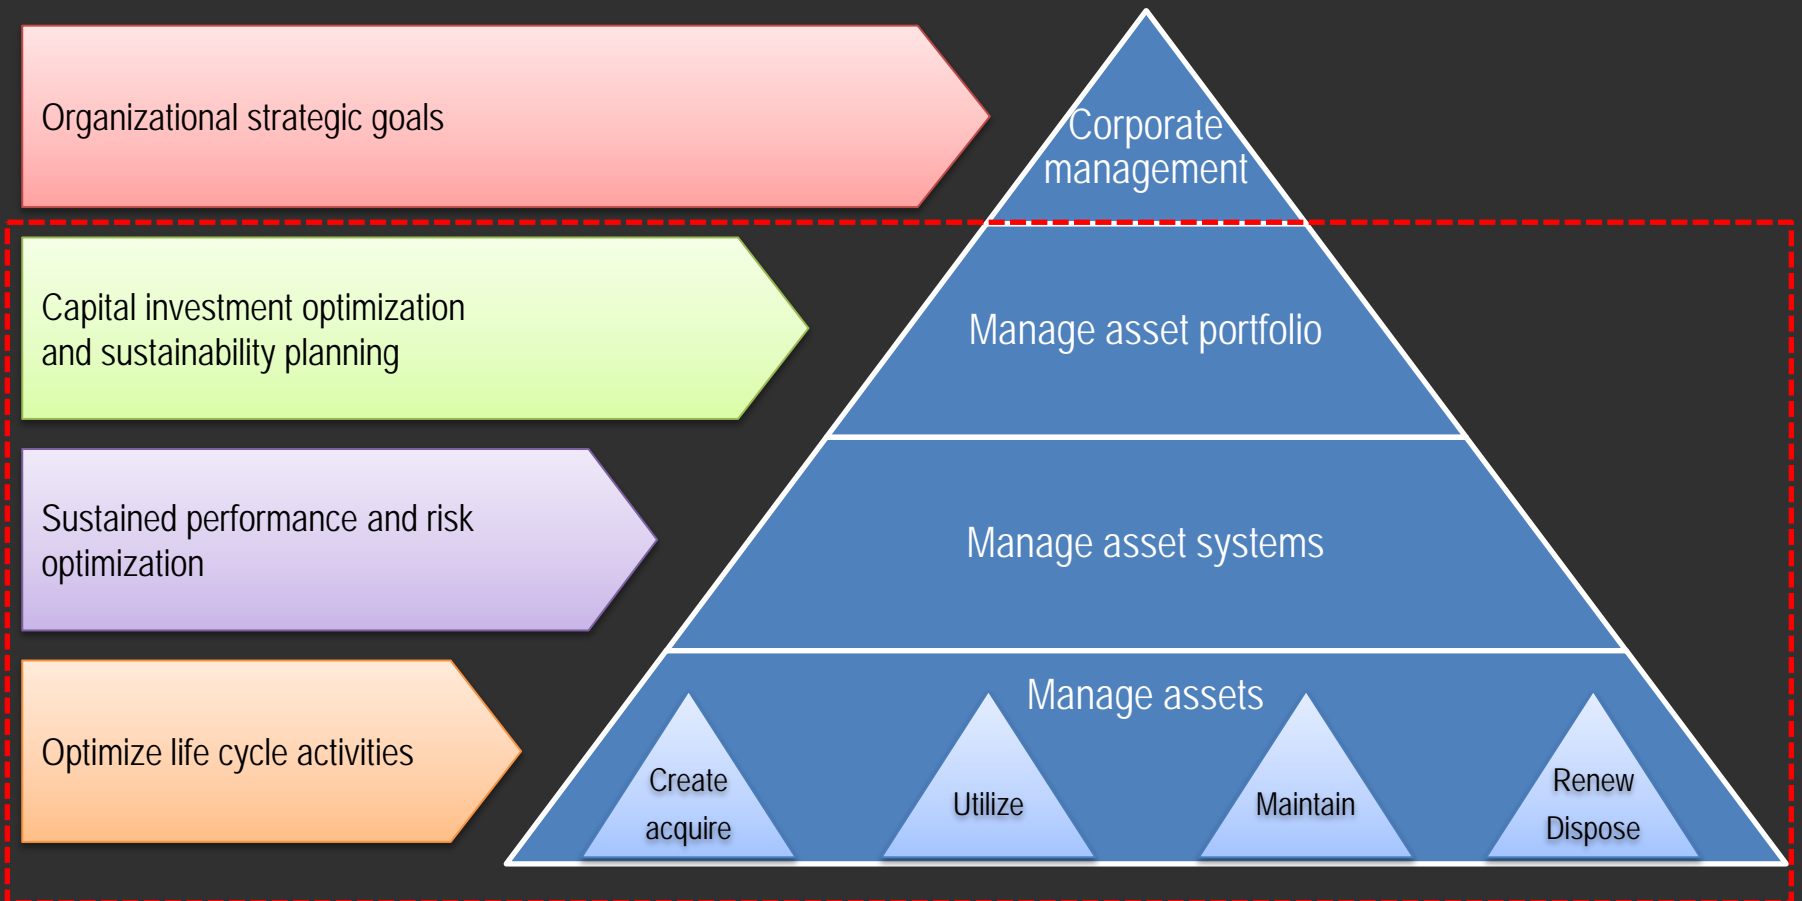 Organizational strategic goals
Corporate
management
Capital investment optimization
and sustainability planning
Manage asset portfolio
Sustained performance and risk
optimization
Manage asset systems
Optimize life cycle activities
Manage assets
Create
acquire
Utilize
Maintain
Renew
Dispose